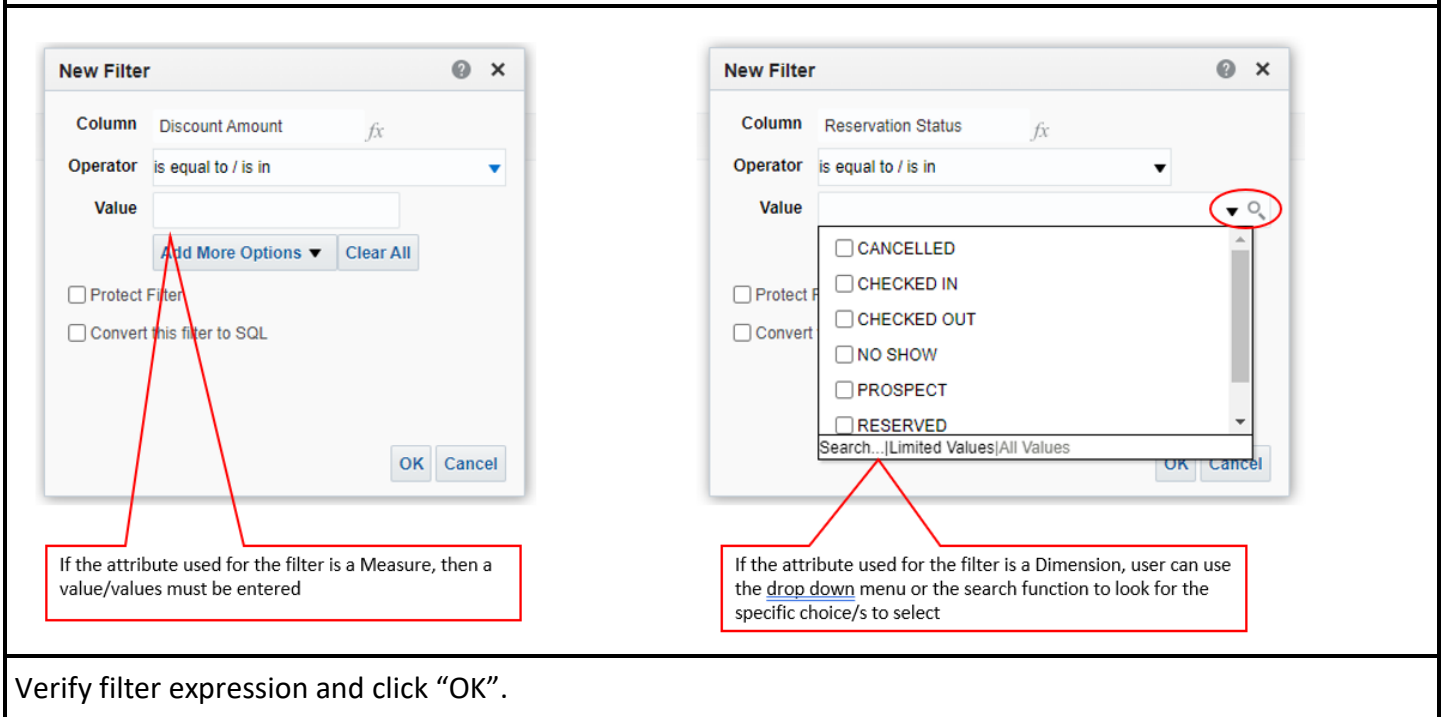 New Filter
Column Discount Amount fx
Operator is equal to / is in
Value
Add More Options Clear All
Protect Filter
Convert this filter to SQL
OK Cancel
If the attribute used for the filter is a Measure, then a
value/values must be entered
New Filter
Column Reservation Status fx
Operator is equal to / is in
Value
CANCELLED
CHECKED IN
CHECKED OUT
NO SHOW
PROSPECT
RESERVED
Search...|Limited Values|All Values
Protect F
Convert
OK Cancel
If the attribute used for the filter is a Dimension, user can use
the drop down menu or the search function to look for the
specific choice/s to select
Verify filter expression and click “OK”.